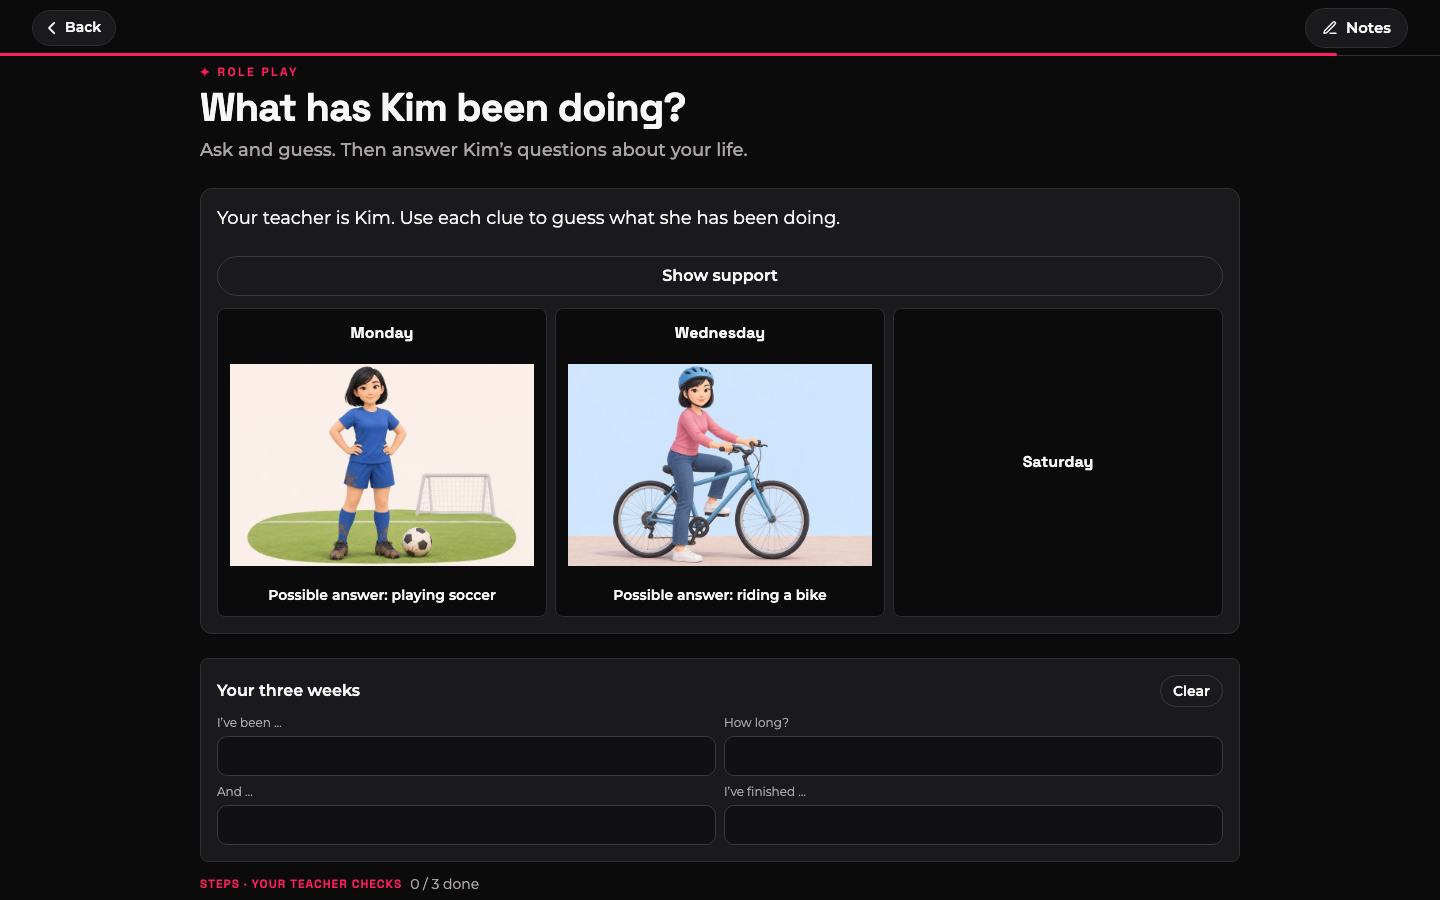 Back
Notes
✦ ROLE PLAY
What has Kim been doing?
Ask and guess. Then answer Kim's questions about your life.
Your teacher is Kim. Use each clue to guess what she has been doing.
Show support
Monday
Possible answer: playing soccer
Wednesday
Possible answer: riding a bike
Saturday
Your three weeks
Clear
I've been ...
How long?
And ...
I've finished ...
STEPS · YOUR TEACHER CHECKS 0 / 3 done